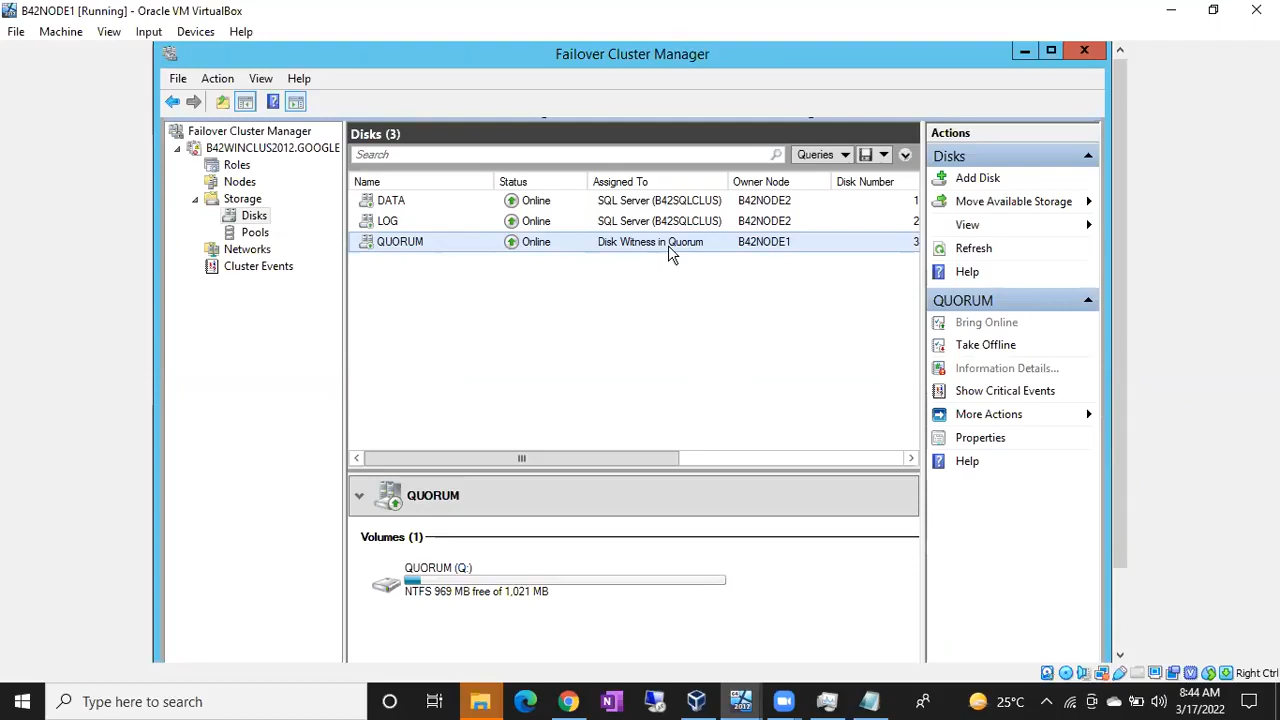 B42NODE1 [Running] - Oracle VM VirtualBox
File Machine View Input Devices Help
Failover Cluster Manager
File Action View Help
Failover Cluster Manager
B42WINCLUS2012.GOOGLE
Roles
Nodes
Storage
Disks
Pools
Networks
Cluster Events
Disks (3)
Search
Queries
Name Status Assigned To Owner Node Disk Number
DATA Online SQL Server (B42SQLCLUS) B42NODE2 1
LOG Online SQL Server (B42SQLCLUS) B42NODE2 2
QUORUM Online Disk Witness in Quorum B42NODE1 3
QUORUM
Volumes (1)
QUORUM (Q:)
NTFS 969 MB free of 1,021 MB
Actions
Disks
Add Disk
Move Available Storage
View
Refresh
Help
QUORUM
Bring Online
Take Offline
Information Details...
Show Critical Events
More Actions
Properties
Help
Right Ctrl
Type here to search
25°C
8:44 AM
3/17/2022